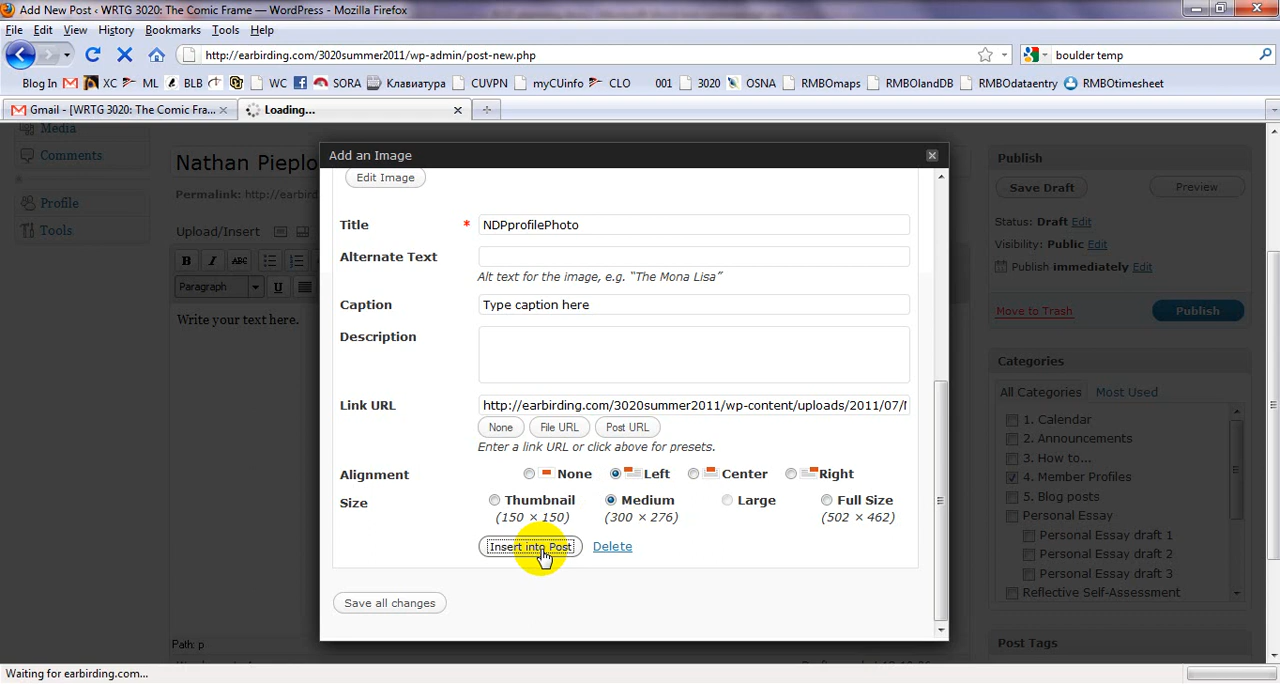 Add New Post ‹ WRTG 3020: The Comic Frame — WordPress - Mozilla Firefox
File Edit View History Bookmarks Tools Help
http://earbirding.com/3020summer2011/wp-admin/post-new.php boulder temp
Blog In XC ML BLB WC SORA Клавиатура CUVPN myCUinfo CLO 001 3020 OSNA RMBOmaps RMBOlandDB RMBOdataentry RMBOtimesheet
Gmail - [WRTG 3020: The Comic Fra... Loading...
Media
Comments
Profile
Tools
Nathan Pieplo
Permalink: http://earbird
Upload/Insert
B I ABC
Paragraph U
Write your text here.
Path: p
Add an Image
Edit Image
Title * NDPprofilePhoto
Alternate Text
Alt text for the image, e.g. “The Mona Lisa”
Caption Type caption here
Description
Link URL http://earbirding.com/3020summer2011/wp-content/uploads/2011/07/
None File URL Post URL
Enter a link URL or click above for presets.
Alignment None Left Center Right
Size Thumbnail Medium Large Full Size
(150 × 150) (300 × 276) (502 × 462)
Insert into Post Delete
Save all changes
Publish
Save Draft Preview
Status: Draft Edit
Visibility: Public Edit
Publish immediately Edit
Move to Trash Publish
Categories
All Categories Most Used
1. Calendar
2. Announcements
3. How to...
4. Member Profiles
5. Blog posts
Personal Essay
Personal Essay draft 1
Personal Essay draft 2
Personal Essay draft 3
Reflective Self-Assessment
Post Tags
Waiting for earbirding.com...